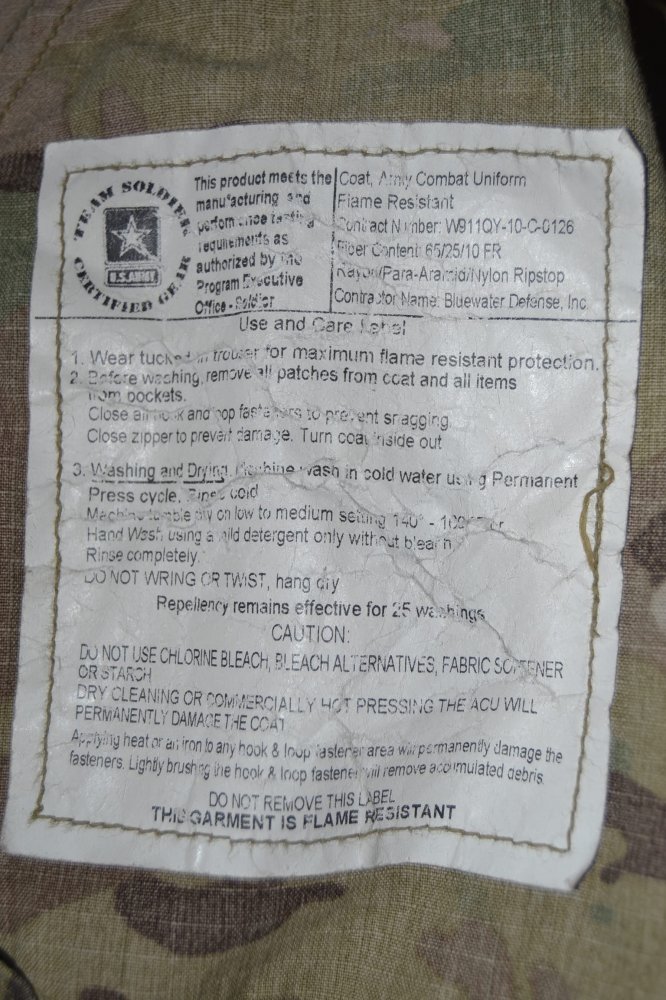 TEAM SOLDIER
U.S. ARMY
CERTIFIED GEAR
This product meets the
manufacturing and
performance testing
requirements as
authorized by the
Program Executive
Office - Soldier
Coat, Army Combat Uniform
Flame Resistant
Contract Number: W911QY-10-C-0126
Fiber Content: 65/25/10 FR
Rayon/Para-Aramid/Nylon Ripstop
Contractor Name: Bluewater Defense, Inc.
Use and Care Label
1. Wear tucked in trouser for maximum flame resistant protection.
2. Before washing, remove all patches from coat and all items
from pockets.
Close all hook and loop fasteners to prevent snagging
Close zipper to prevent damage. Turn coat inside out
3. Washing and Drying. Machine wash in cold water using Permanent
Press cycle. Rinse cold
Machine tumble dry on low to medium setting 140° - or
Hand Wash using a mild detergent only without bleach
Rinse completely.
DO NOT WRING OR TWIST, hang dry
Repellency remains effective for 25 washings
CAUTION:
DO NOT USE CHLORINE BLEACH, BLEACH ALTERNATIVES, FABRIC SOFTENER
OR STARCH
DRY CLEANING OR COMMERCIALLY HOT PRESSING THE ACU WILL
PERMANENTLY DAMAGE THE COAT
Applying heat or an iron to any hook & loop fastener area will permanently damage the
fasteners. Lightly brushing the hook & loop fastener will remove accumulated debris.
DO NOT REMOVE THIS LABEL
THIS GARMENT IS FLAME RESISTANT